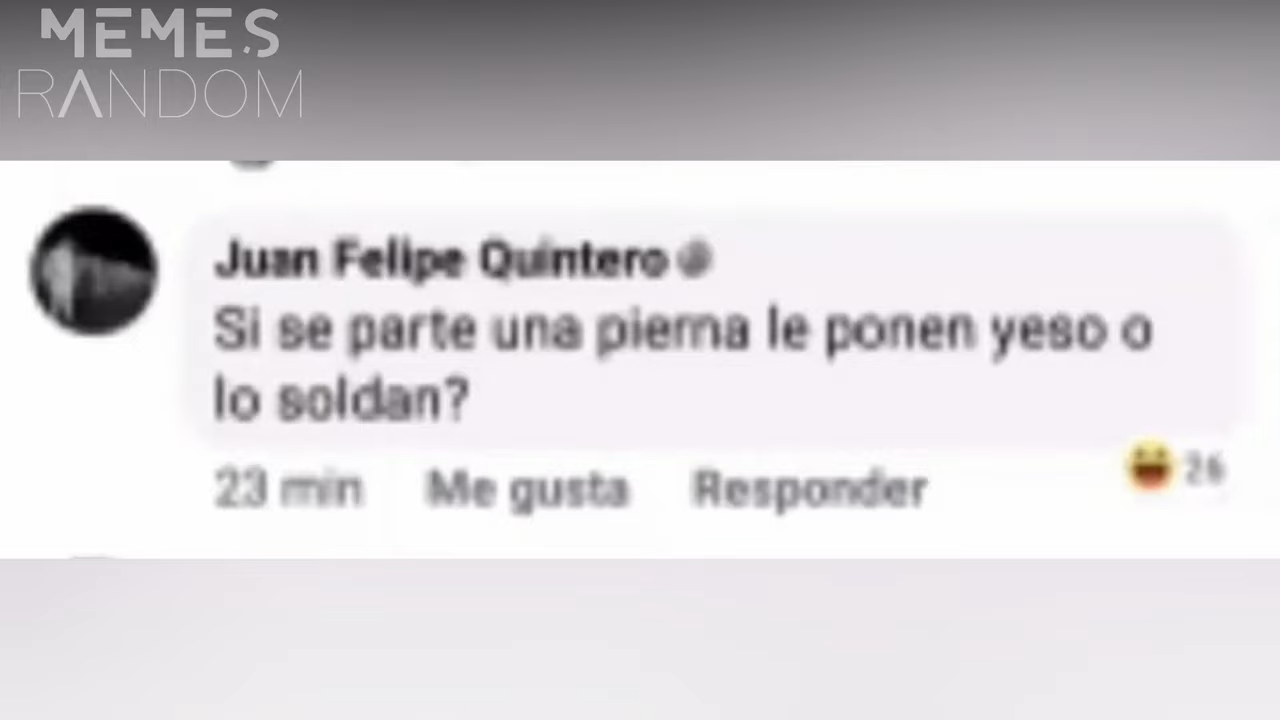 MEMES
RANDOM
Juan Felipe Quintero
Si se parte una pierna le ponen yeso o
lo soldan?
23 min Me gusta Responder 26